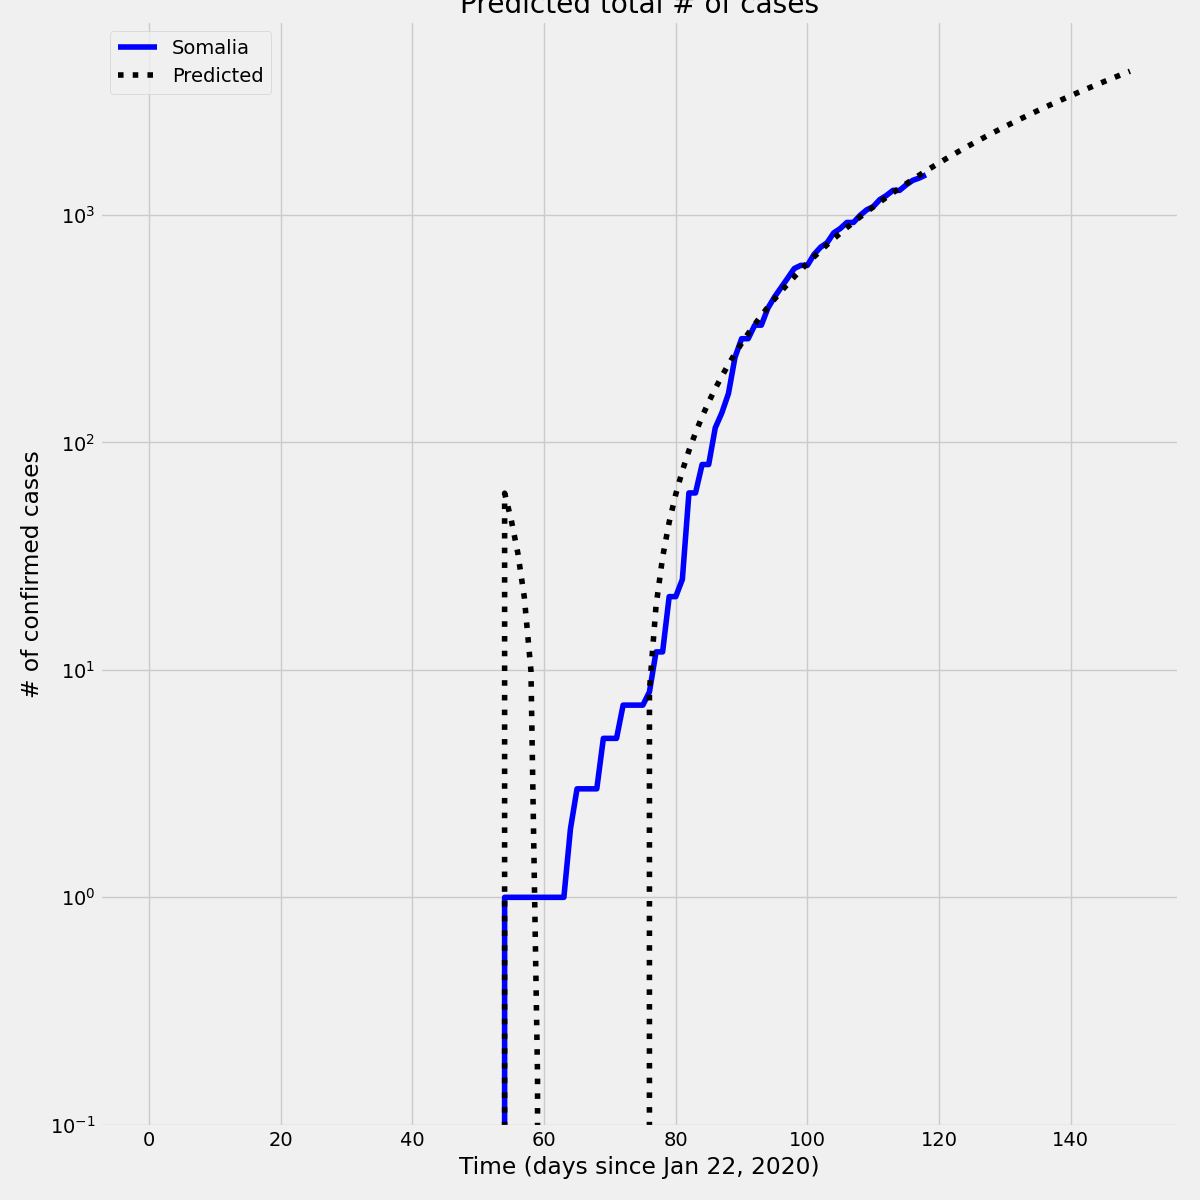 Predicted total # of cases
Somalia
Predicted
10³
10²
10¹
10⁰
10⁻¹
# of confirmed cases
0 20 40 60 80 100 120 140
Time (days since Jan 22, 2020)